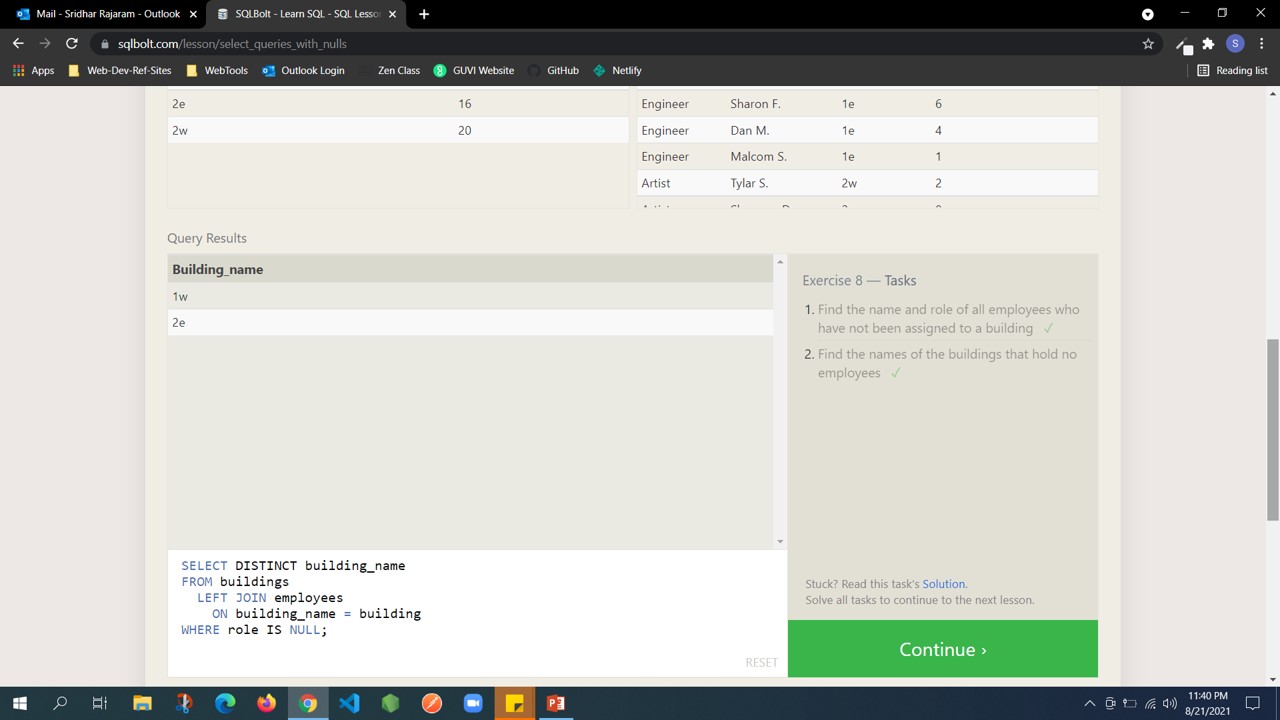 Mail - Sridhar Rajaram - Outlook
SQLBolt - Learn SQL - SQL Lesso
sqlbolt.com/lesson/select_queries_with_nulls
S
Apps Web-Dev-Ref-Sites WebTools Outlook Login Zen Class GUVI Website GitHub Netlify Reading list
2e 16
2w 20
Engineer Sharon F. 1e 6
Engineer Dan M. 1e 4
Engineer Malcom S. 1e 1
Artist Tylar S. 2w 2
Query Results
Building_name
1w
2e
Exercise 8 — Tasks
1. Find the name and role of all employees who
have not been assigned to a building ✓
2. Find the names of the buildings that hold no
employees ✓
SELECT DISTINCT building_name
FROM buildings
LEFT JOIN employees
ON building_name = building
WHERE role IS NULL;
RESET
Stuck? Read this task's Solution.
Solve all tasks to continue to the next lesson.
Continue ›
11:40 PM
8/21/2021